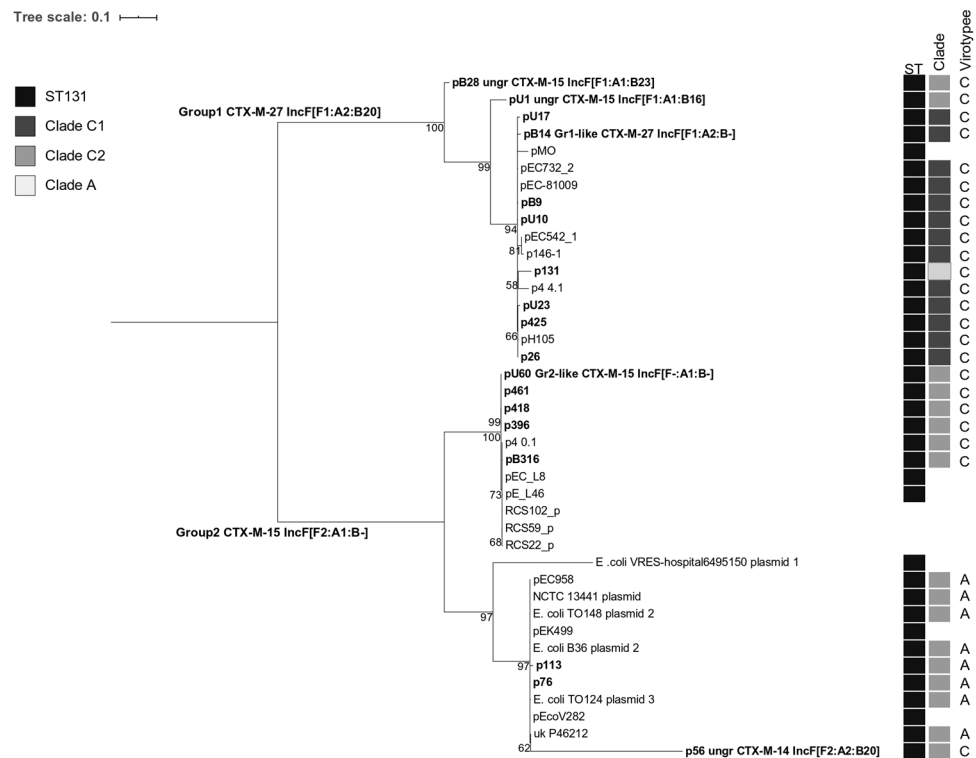 Tree scale: 0.1
ST
Clade
Virotypee
ST131
Clade C1
Clade C2
Clade A
Group1 CTX-M-27 IncF[F1:A2:B20]
100
99
94
81
58
66
pB28 ungr CTX-M-15 IncF[F1:A1:B23] C
pU1 ungr CTX-M-15 IncF[F1:A1:B16] C
pU17 C
pB14 Gr1-like CTX-M-27 IncF[F1:A2:B-] C
pMO
pEC732_2 C
pEC-81009 C
pB9 C
pU10 C
pEC542_1 C
p146-1 C
p131 C
p4 4.1 C
pU23 C
p425 C
pH105 C
p26 C
Group2 CTX-M-15 IncF[F2:A1:B-]
99
100
73
68
97
97
62
pU60 Gr2-like CTX-M-15 IncF[F-:A1:B-] C
p461 C
p418 C
p396 C
p4 0.1 C
pB316 C
pEC_L8
pE_L46
RCS102_p
RCS59_p
RCS22_p
E .coli VRES-hospital6495150 plasmid 1
pEC958 A
NCTC 13441 plasmid A
E. coli TO148 plasmid 2 A
pEK499
E. coli B36 plasmid 2 A
p113 A
p76 A
E. coli TO124 plasmid 3 A
pEcoV282
uk P46212 A
p56 ungr CTX-M-14 IncF[F2:A2:B20] C